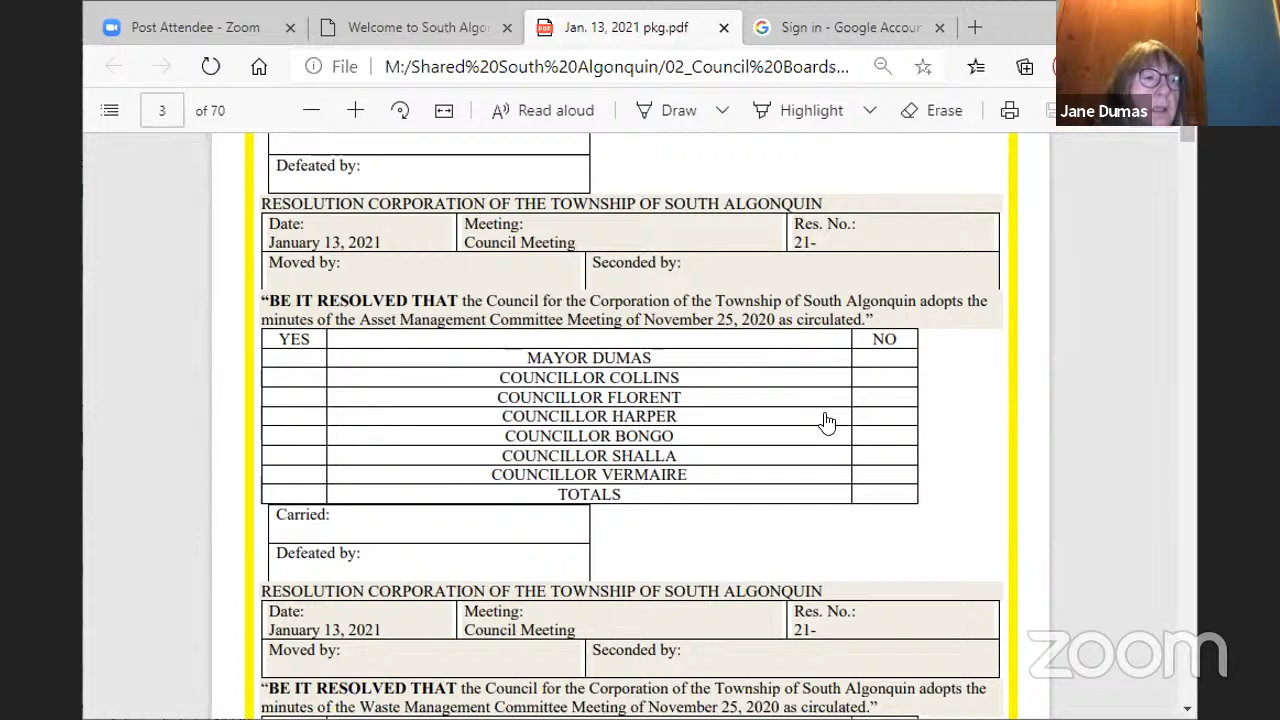 Post Attendee - Zoom
Welcome to South Algo
Jan. 13, 2021 pkg.pdf
Sign in - Google Accour
File
M:/Shared%20South%20Algonquin/02_Council%20Boards...
3
of 70
Read aloud
Draw
Highlight
Erase
Jane Dumas
Defeated by:
RESOLUTION CORPORATION OF THE TOWNSHIP OF SOUTH ALGONQUIN
Date:
January 13, 2021
Meeting:
Council Meeting
Res. No.:
21-
Moved by:
Seconded by:
“BE IT RESOLVED THAT the Council for the Corporation of the Township of South Algonquin adopts the
minutes of the Asset Management Committee Meeting of November 25, 2020 as circulated.”
YES
NO
MAYOR DUMAS
COUNCILLOR COLLINS
COUNCILLOR FLORENT
COUNCILLOR HARPER
COUNCILLOR BONGO
COUNCILLOR SHALLA
COUNCILLOR VERMAIRE
TOTALS
Carried:
Defeated by:
RESOLUTION CORPORATION OF THE TOWNSHIP OF SOUTH ALGONQUIN
Date:
January 13, 2021
Meeting:
Council Meeting
Res. No.:
21-
Moved by:
Seconded by:
“BE IT RESOLVED THAT the Council for the Corporation of the Township of South Algonquin adopts the
minutes of the Waste Management Committee Meeting of November 25, 2020 as circulated.”
zoom